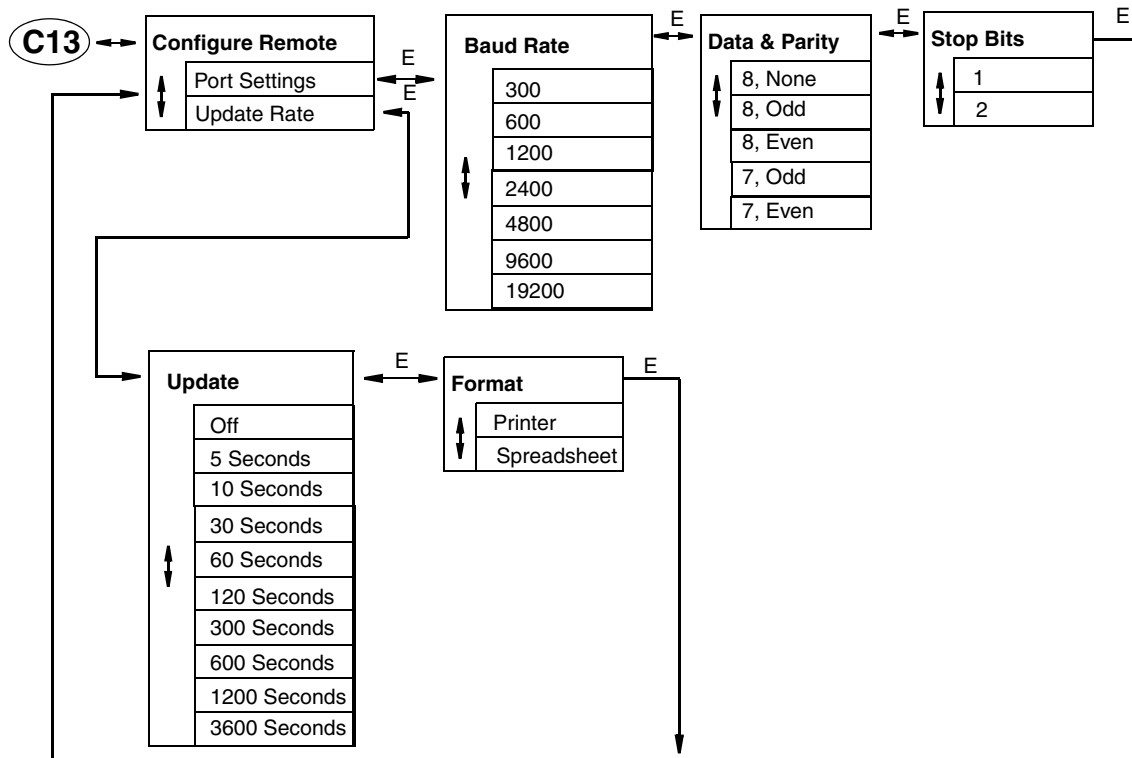 C13
Configure Remote
Port Settings
Update Rate
E
E
Baud Rate
300
600
1200
2400
4800
9600
19200
E
Data & Parity
8, None
8, Odd
8, Even
7, Odd
7, Even
E
Stop Bits
1
2
E
Update
Off
5 Seconds
10 Seconds
30 Seconds
60 Seconds
120 Seconds
300 Seconds
600 Seconds
1200 Seconds
3600 Seconds
E
Format
Printer
Spreadsheet
E